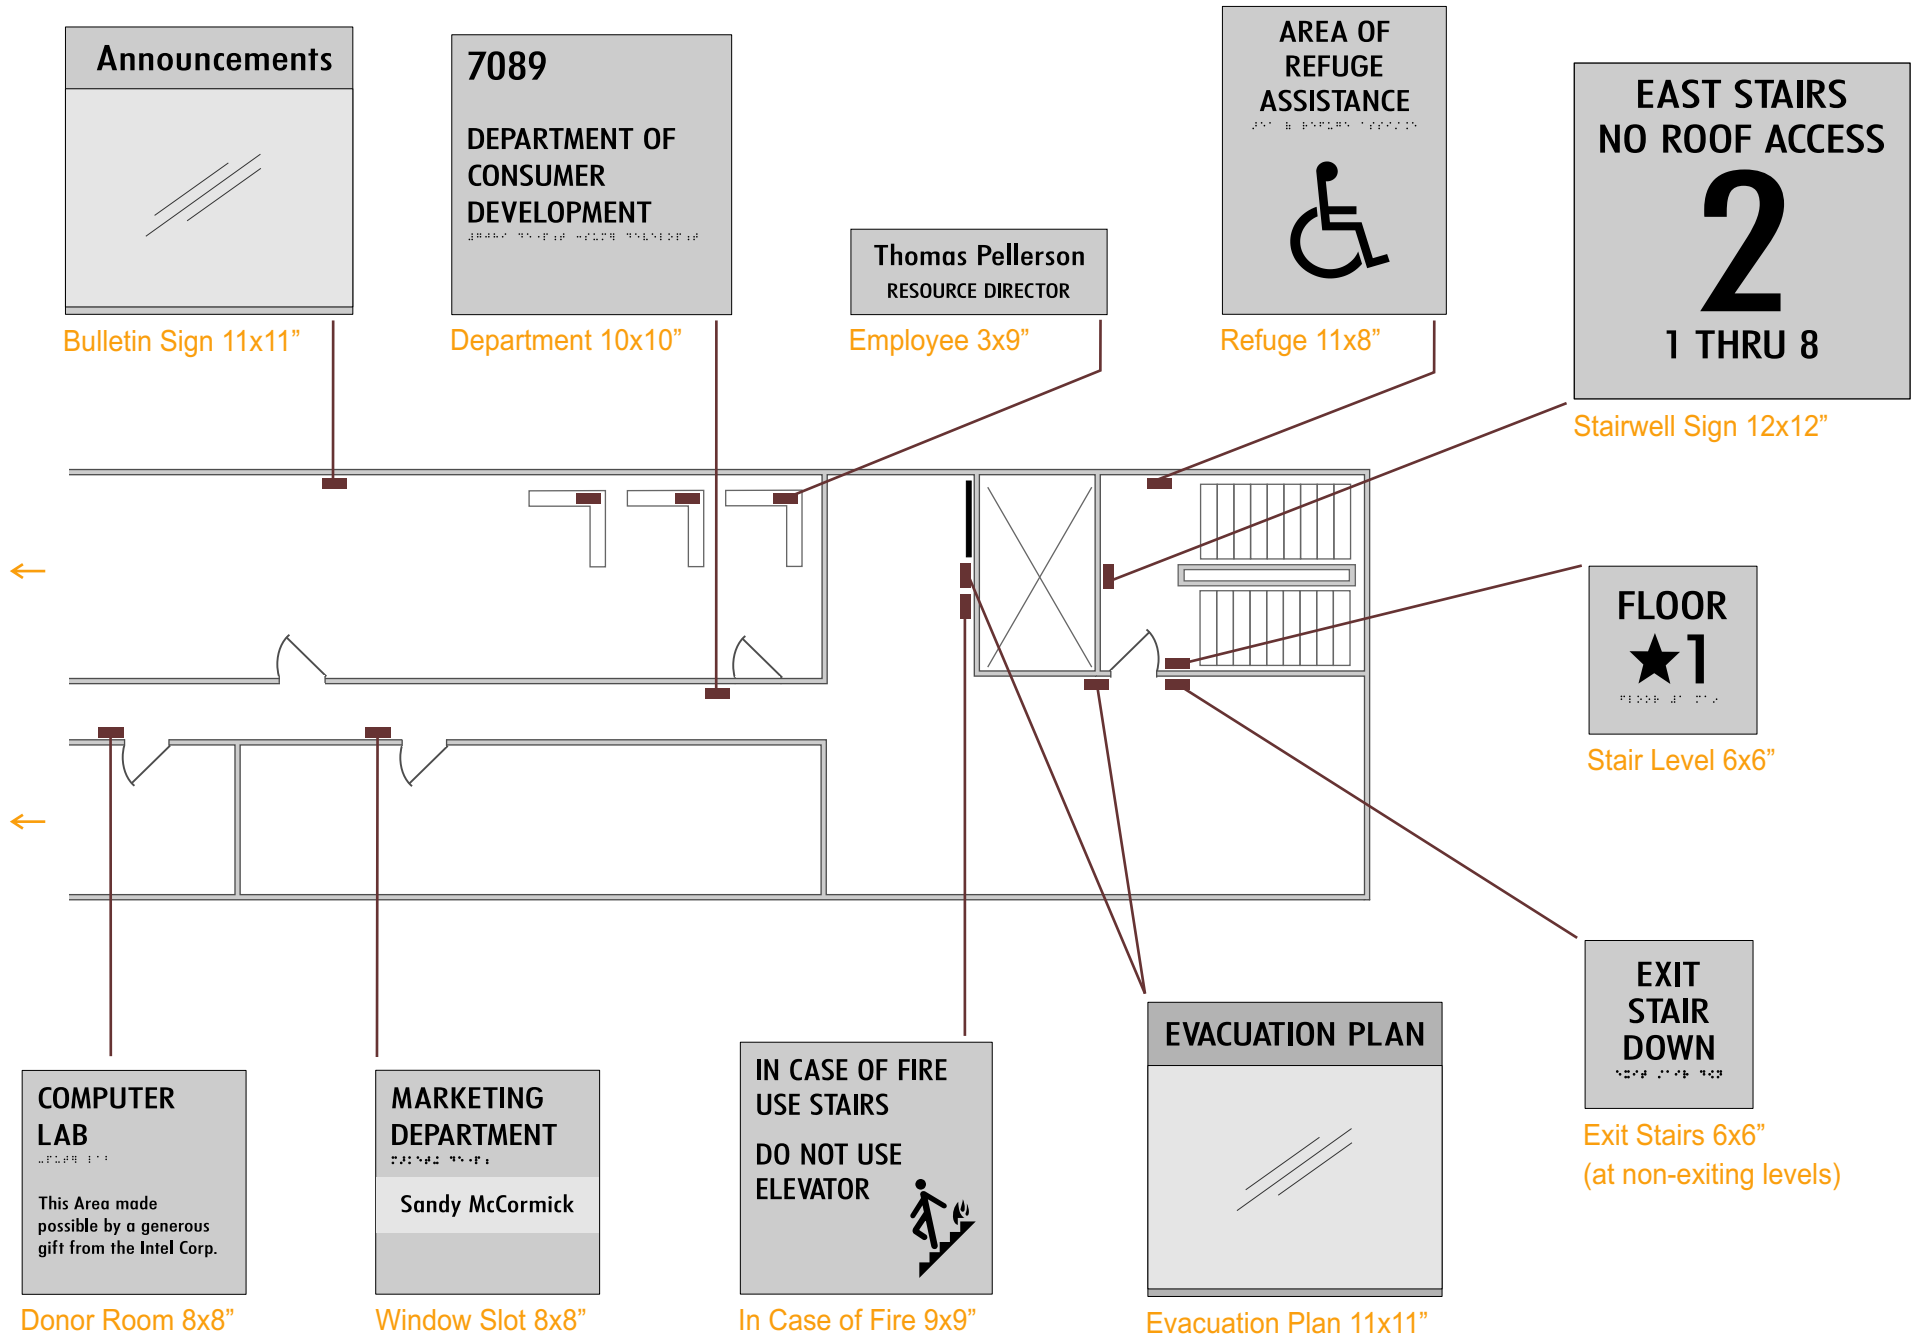 Announcements
Bulletin Sign 11x11”
7089
DEPARTMENT OF
CONSUMER
DEVELOPMENT
Department 10x10”
Thomas Pellerson
RESOURCE DIRECTOR
Employee 3x9”
AREA OF
REFUGE
ASSISTANCE
Refuge 11x8”
EAST STAIRS
NO ROOF ACCESS
2
1 THRU 8
Stairwell Sign 12x12”
FLOOR
★1
Stair Level 6x6”
EXIT
STAIR
DOWN
Exit Stairs 6x6”
(at non-exiting levels)
COMPUTER
LAB
This Area made
possible by a generous
gift from the Intel Corp.
Donor Room 8x8”
MARKETING
DEPARTMENT
Sandy McCormick
Window Slot 8x8”
IN CASE OF FIRE
USE STAIRS
DO NOT USE
ELEVATOR
In Case of Fire 9x9”
EVACUATION PLAN
Evacuation Plan 11x11”